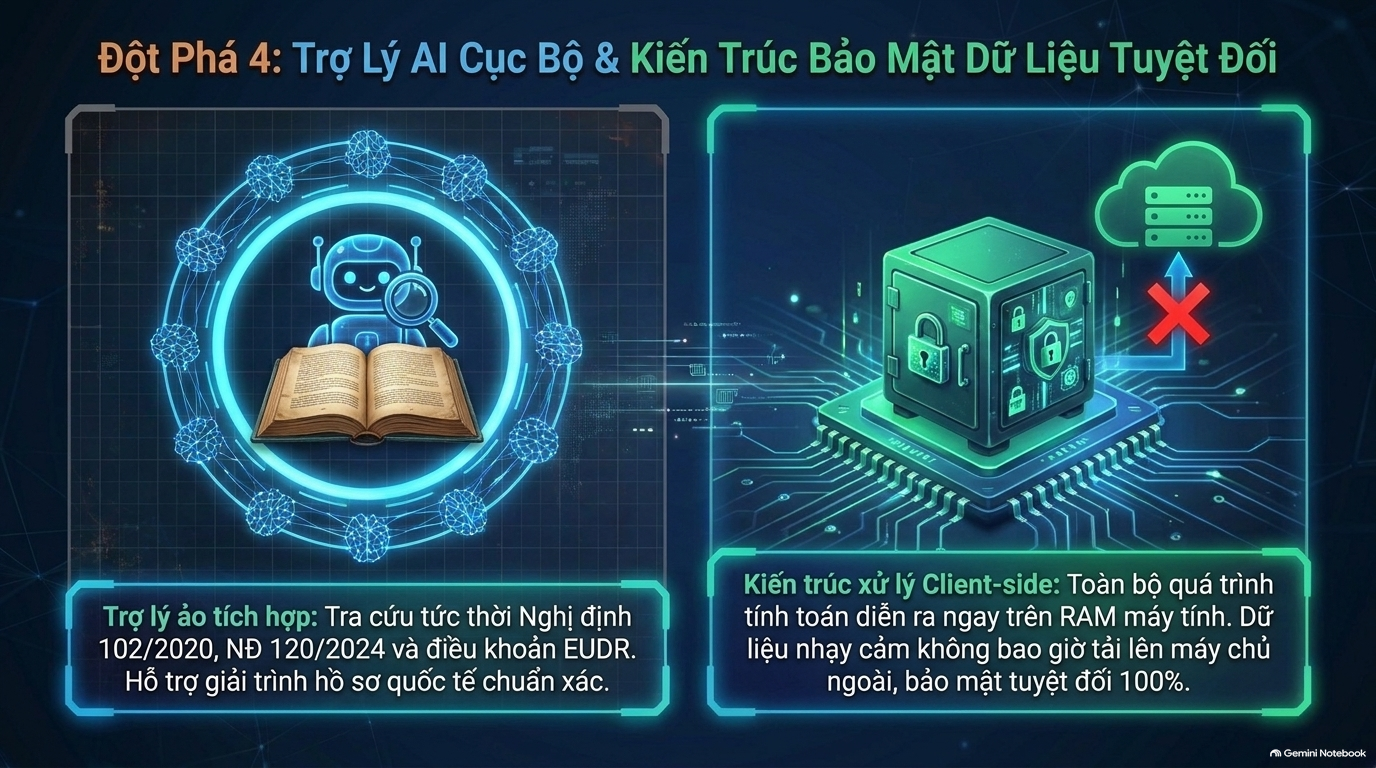 Đột Phá 4: Trợ Lý AI Cục Bộ & Kiến Trúc Bảo Mật Dữ Liệu Tuyệt Đối
Trợ lý ảo tích hợp: Tra cứu tức thời Nghị định
102/2020, NĐ 120/2024 và điều khoản EUDR.
Hỗ trợ giải trình hồ sơ quốc tế chuẩn xác.
Kiến trúc xử lý Client-side: Toàn bộ quá trình
tính toán diễn ra ngay trên RAM máy tính. Dữ
liệu nhạy cảm không bao giờ tải lên máy chủ
ngoài, bảo mật tuyệt đối 100%.
Gemini Notebook